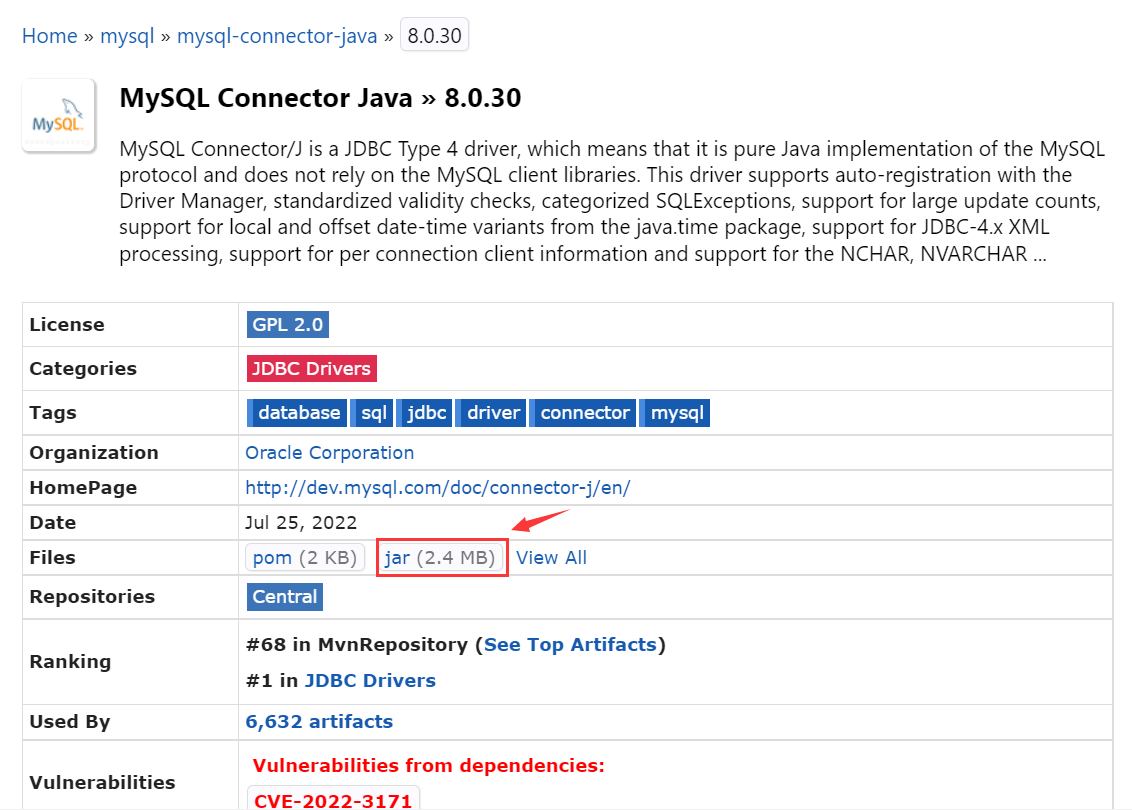 Home » mysql » mysql-connector-java » 8.0.30
MySQL
MySQL Connector Java » 8.0.30
MySQL Connector/J is a JDBC Type 4 driver, which means that it is pure Java implementation of the MySQL
protocol and does not rely on the MySQL client libraries. This driver supports auto-registration with the
Driver Manager, standardized validity checks, categorized SQLExceptions, support for large update counts,
support for local and offset date-time variants from the java.time package, support for JDBC-4.x XML
processing, support for per connection client information and support for the NCHAR, NVARCHAR ...
License GPL 2.0
Categories JDBC Drivers
Tags database sql jdbc driver connector mysql
Organization Oracle Corporation
HomePage http://dev.mysql.com/doc/connector-j/en/
Date Jul 25, 2022
Files pom (2 KB) jar (2.4 MB) View All
Repositories Central
Ranking #68 in MvnRepository (See Top Artifacts)
#1 in JDBC Drivers
Used By 6,632 artifacts
Vulnerabilities Vulnerabilities from dependencies:
CVE-2022-3171